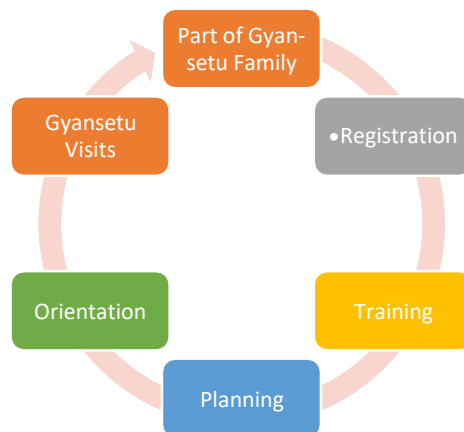 Part of Gyan-
setu Family
•Registration
Training
Planning
Orientation
Gyansetu
Visits